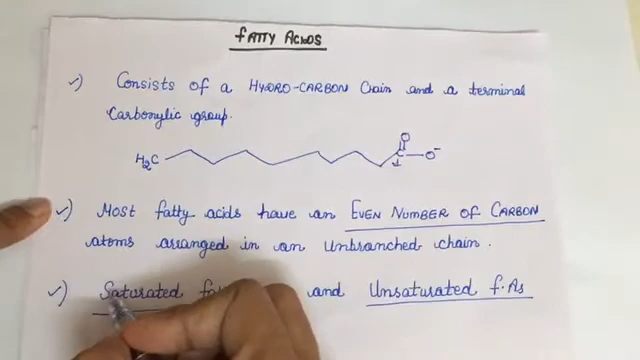 FATTY ACIDS
Consists of a HYDRO-CARBON Chain and a terminal
Carboxylic group.
H2C O C O-
Most fatty acids have an EVEN NUMBER OF CARBON
atoms arranged in an Unbranched chain.
Saturated and Unsaturated f.As